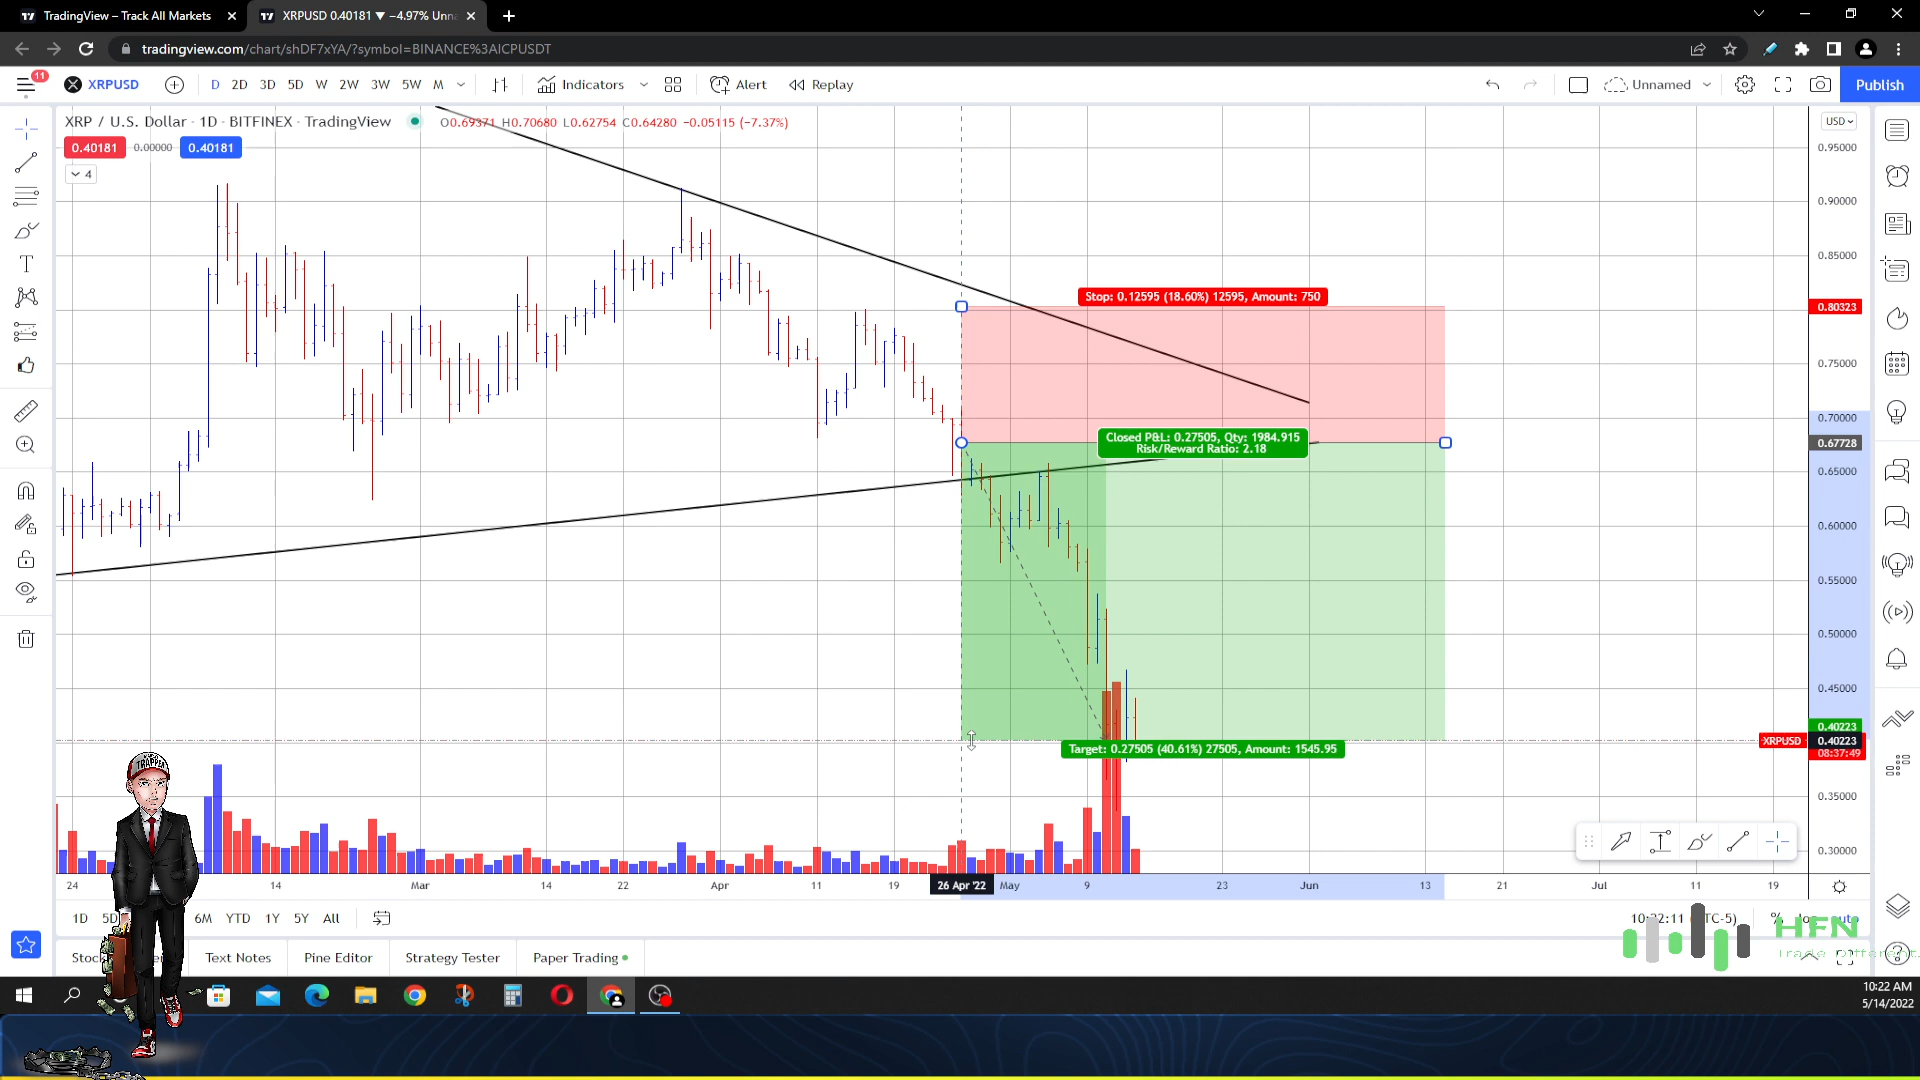 TradingView – Track All Markets
XRPUSD 0.40181 ▼ −4.97% Unn
tradingview.com/chart/shDF7xYA/?symbol=BINANCE%3AICPUSDT
11
XRPUSD
D 2D 3D 5D W 2W 3W 5W M
Indicators
Alert
Replay
Unnamed
Publish
XRP / U.S. Dollar · 1D · BITFINEX · TradingView
O0.69371 H0.70680 L0.62754 C0.64280 −0.05115 (−7.37%)
USD
0.40181 0.00000 0.40181
4
0.95000
0.90000
0.85000
Stop: 0.12595 (18.60%) 12595, Amount: 750
0.80323
0.75000
0.70000
Closed P&L: 0.27505, Qty: 1984.915
Risk/Reward Ratio: 2.18
0.67728
0.65000
0.60000
0.55000
0.50000
0.45000
0.40223
XRPUSD
0.40223
08:37:49
Target: 0.27505 (40.61%) 27505, Amount: 1545.95
TRAPPER
0.35000
0.30000
24 14 Mar 14 22 Apr 11 19 26 Apr '22 May 9 23 Jun 13 21 Jul 11 19
1D 5D 6M YTD 1Y 5Y All
%
auto
HFN
Trade Different.
Text Notes
Pine Editor
Strategy Tester
Paper Trading
10:22 AM
5/14/2022